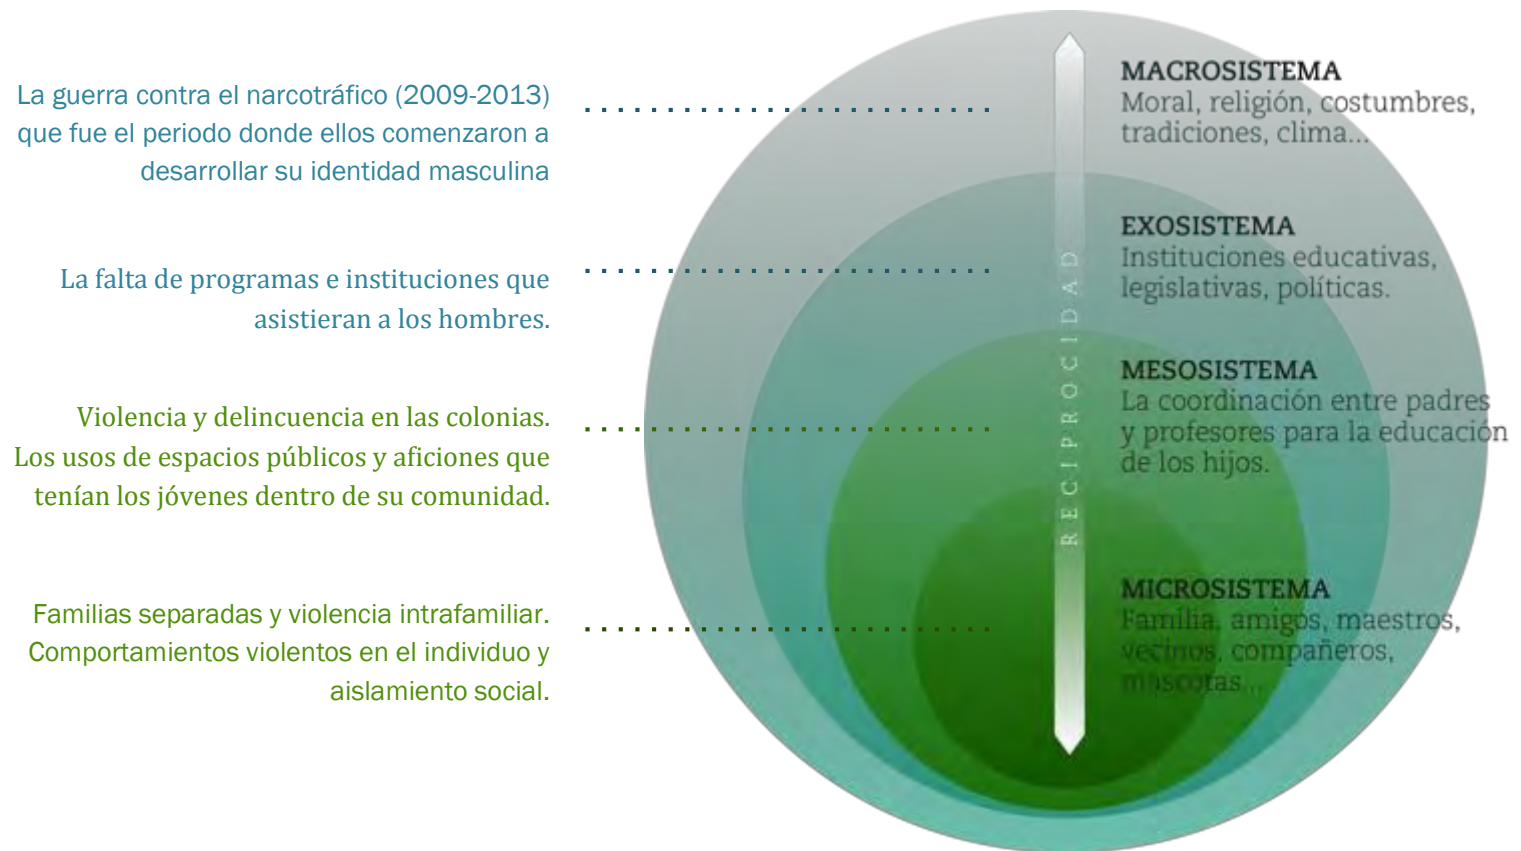 La guerra contra el narcotráfico (2009-2013)
que fue el periodo donde ellos comenzaron a
desarrollar su identidad masculina
La falta de programas e instituciones que
asistieran a los hombres.
Violencia y delincuencia en las colonias.
Los usos de espacios públicos y aficiones que
tenían los jóvenes dentro de su comunidad.
Familias separadas y violencia intrafamiliar.
Comportamientos violentos en el individuo y
aislamiento social.
RECIPROCIDAD
MACROSISTEMA
Moral, religión, costumbres,
tradiciones, clima...
EXOSISTEMA
Instituciones educativas,
legislativas, políticas.
MESOSISTEMA
La coordinación entre padres
y profesores para la educación
de los hijos.
MICROSISTEMA
Familia, amigos, maestros,
vecinos, compañeros,
mascotas...